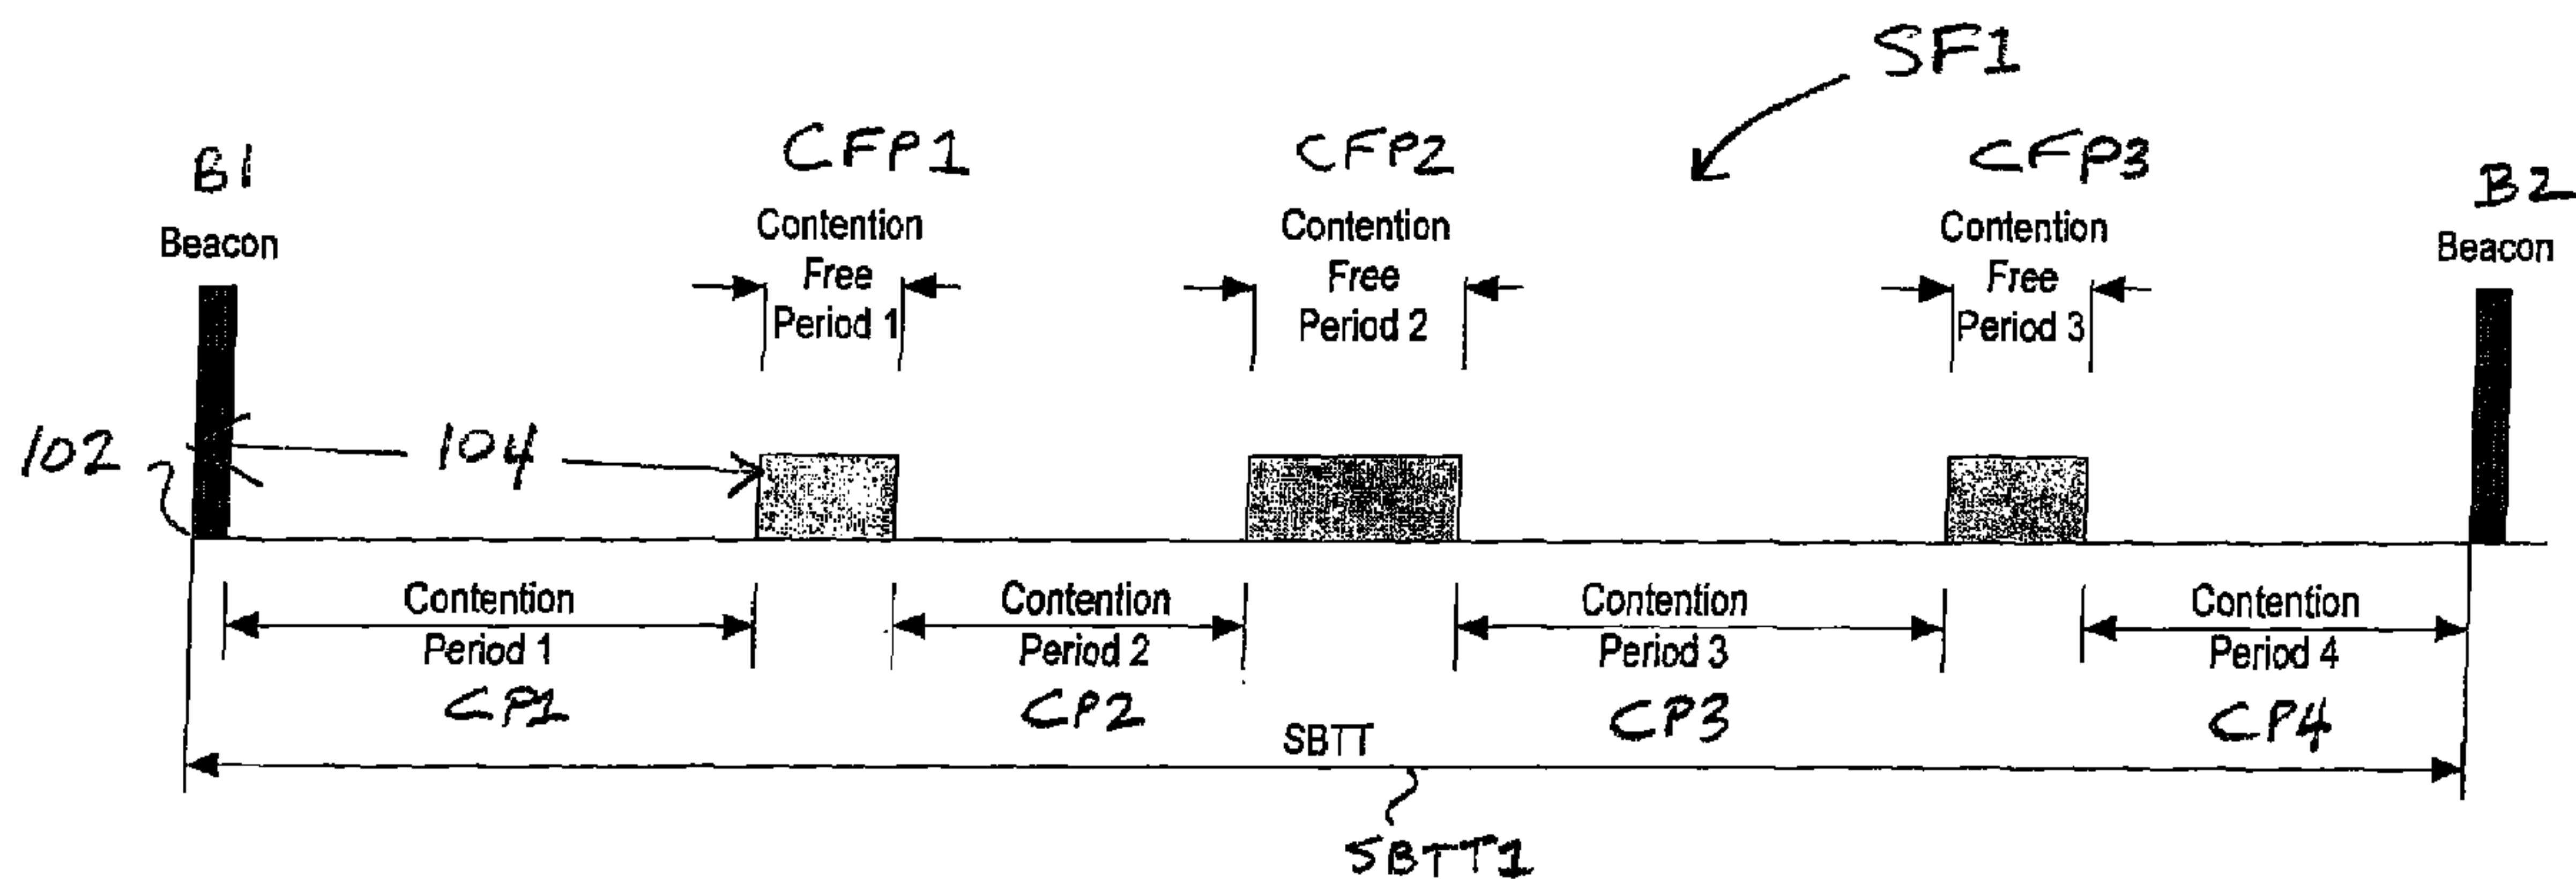 SF1
B1
CFP1
CFP2
CFP3
B2
Beacon
Contention
Free
Period 1
Contention
Free
Period 2
Contention
Free
Period 3
Beacon
102
104
Contention
Period 1
CP1
Contention
Period 2
CP2
Contention
Period 3
CP3
Contention
Period 4
CP4
SBTT
SBTT1